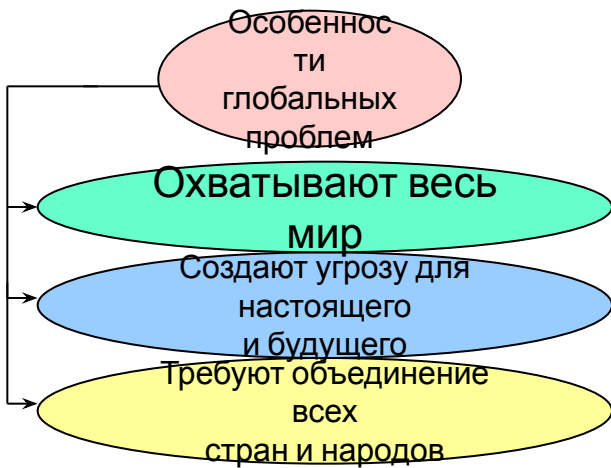 Особеннос
ти
глобальных
проблем
Охватывают весь
мир
Создают угрозу для
настоящего
и будущего
Требуют объединение
всех
стран и народов